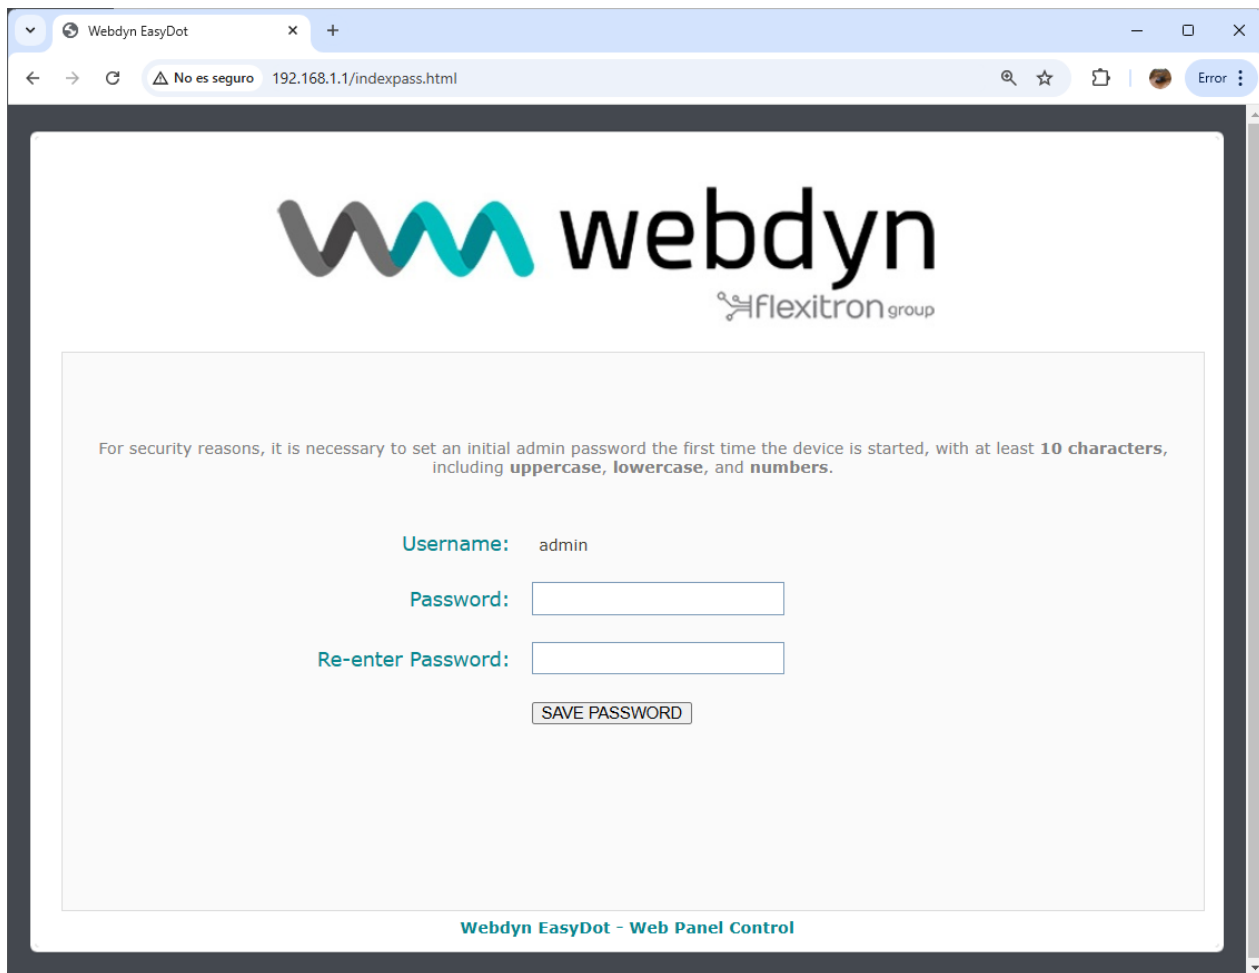 Webdyn EasyDot
No es seguro 192.168.1.1/indexpass.html Error
webdyn
flexitron group
For security reasons, it is necessary to set an initial admin password the first time the device is started, with at least 10 characters,
including uppercase, lowercase, and numbers.
Username: admin
Password:
Re-enter Password:
SAVE PASSWORD
Webdyn EasyDot - Web Panel Control